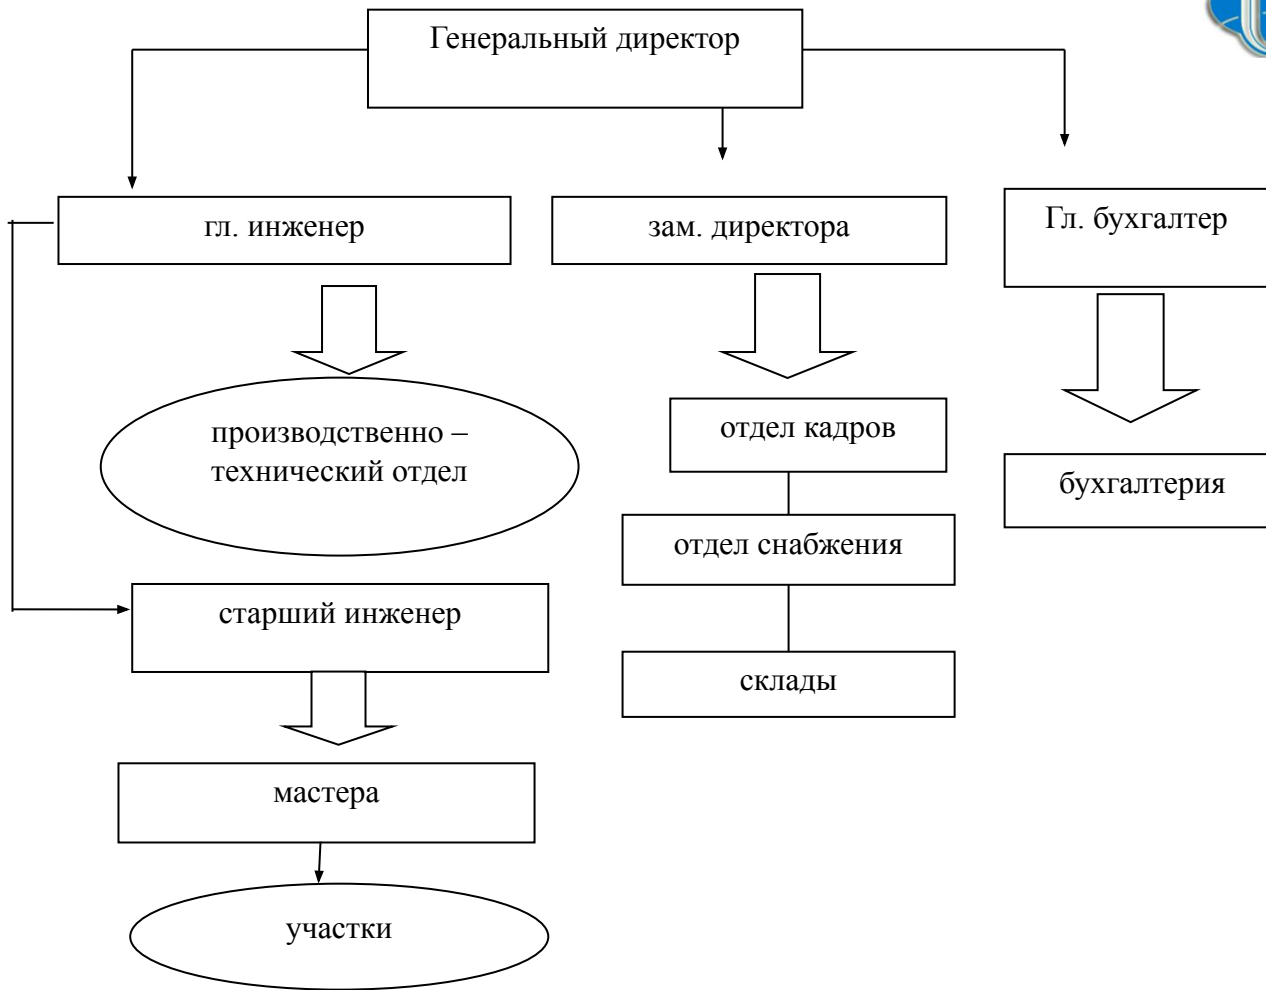 Генеральный директор
гл. инженер
зам. директора
Гл. бухгалтер
производственно –
технический отдел
отдел кадров
бухгалтерия
отдел снабжения
старший инженер
склады
мастера
участки